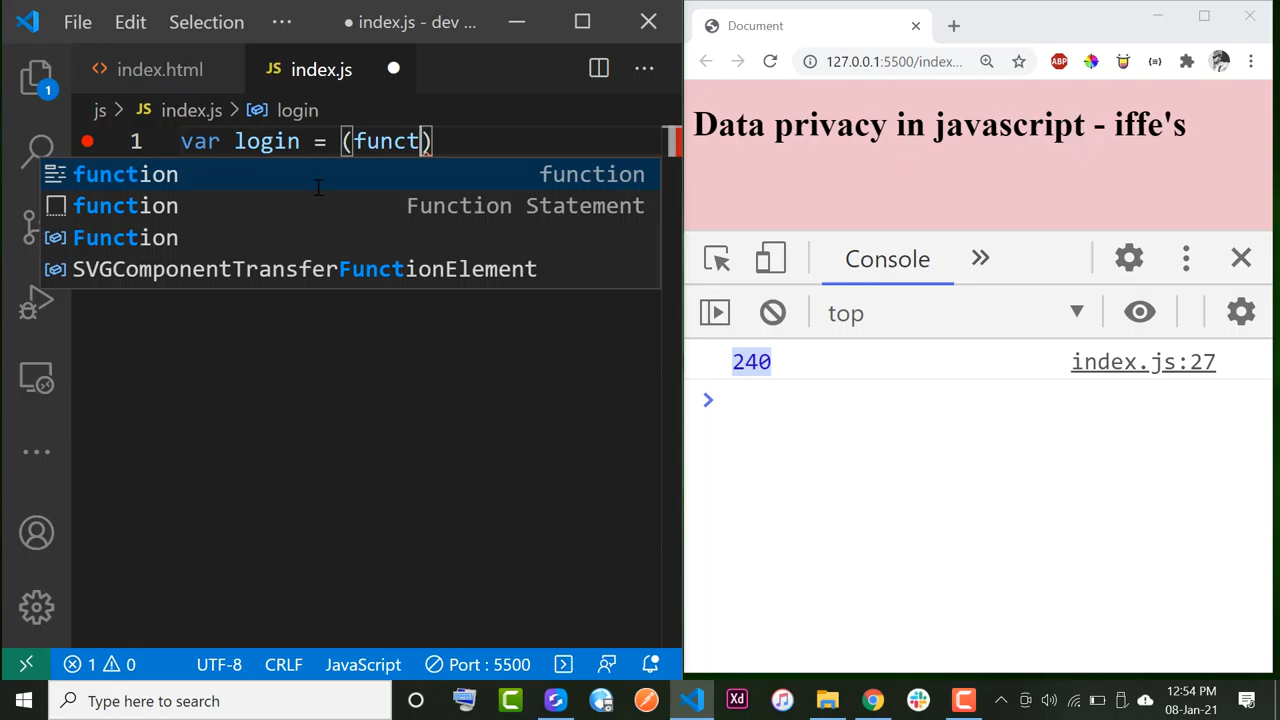 File Edit Selection ··· ● index.js - dev ...
index.html JS index.js ● ···
js > JS index.js > login
1 var login = (funct)
function function
function Function Statement
Function
SVGComponentTransferFunctionElement
1
···
1 0 UTF-8 CRLF JavaScript Port : 5500
Document
127.0.0.1:5500/index...
ABP
Data privacy in javascript - iffe's
Console »
top
240 index.js:27
>
Type here to search
Xd
12:54 PM
08-Jan-21